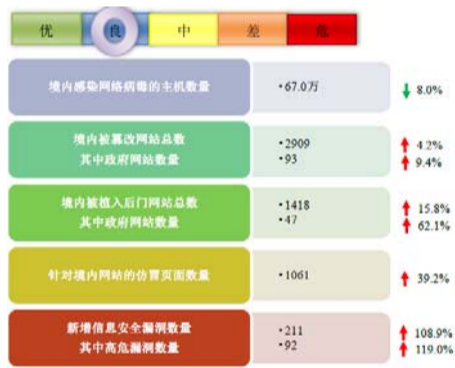 优 良 中 差 危
境内感染网络病毒的主机数量 •67.0万 8.0%
境内被篡改网站总数 •2909 4.2%
其中政府网站数量 •93 9.4%
境内被植入后门网站总数 •1418 15.8%
其中政府网站数量 •47 62.1%
针对境内网站的仿冒页面数量 •1061 39.2%
新增信息安全漏洞数量 •211 108.9%
其中高危漏洞数量 •92 119.0%